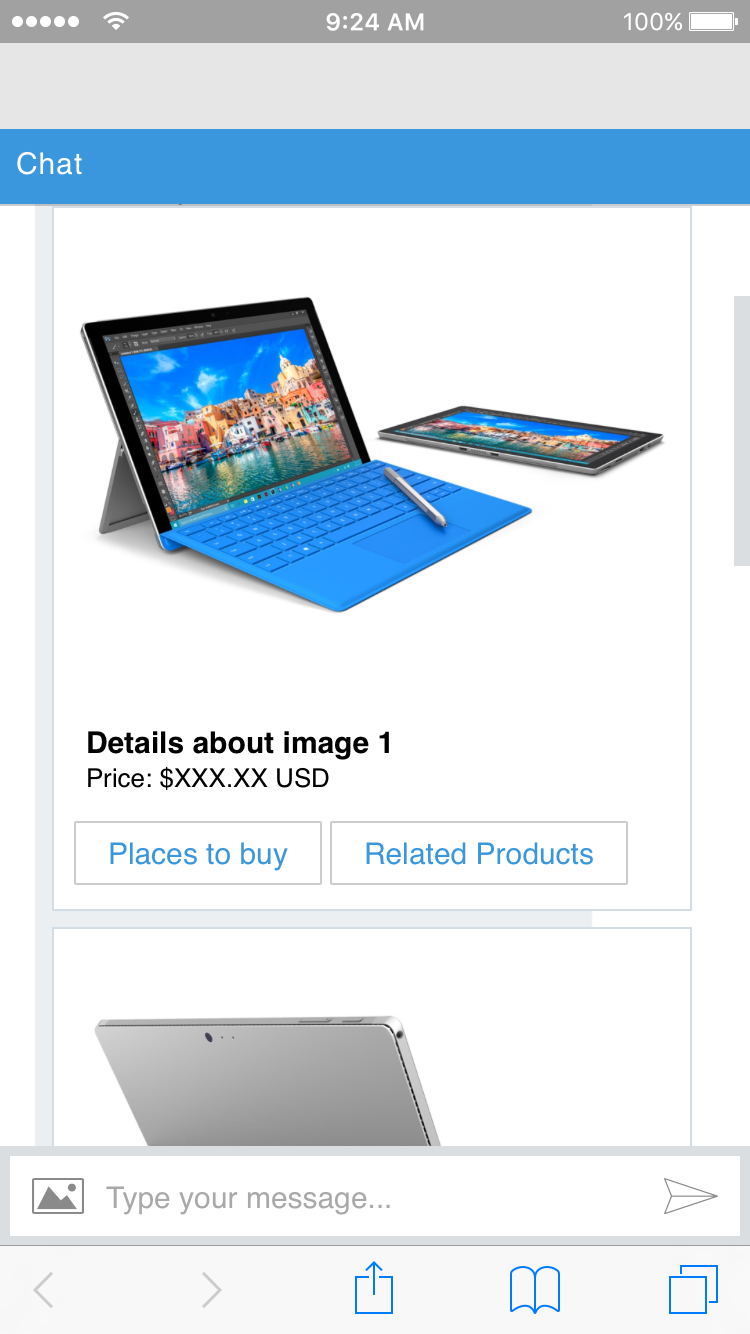 9:24 AM
100%
Chat
Details about image 1
Price: $XXX.XX USD
Places to buy
Related Products
Type your message...